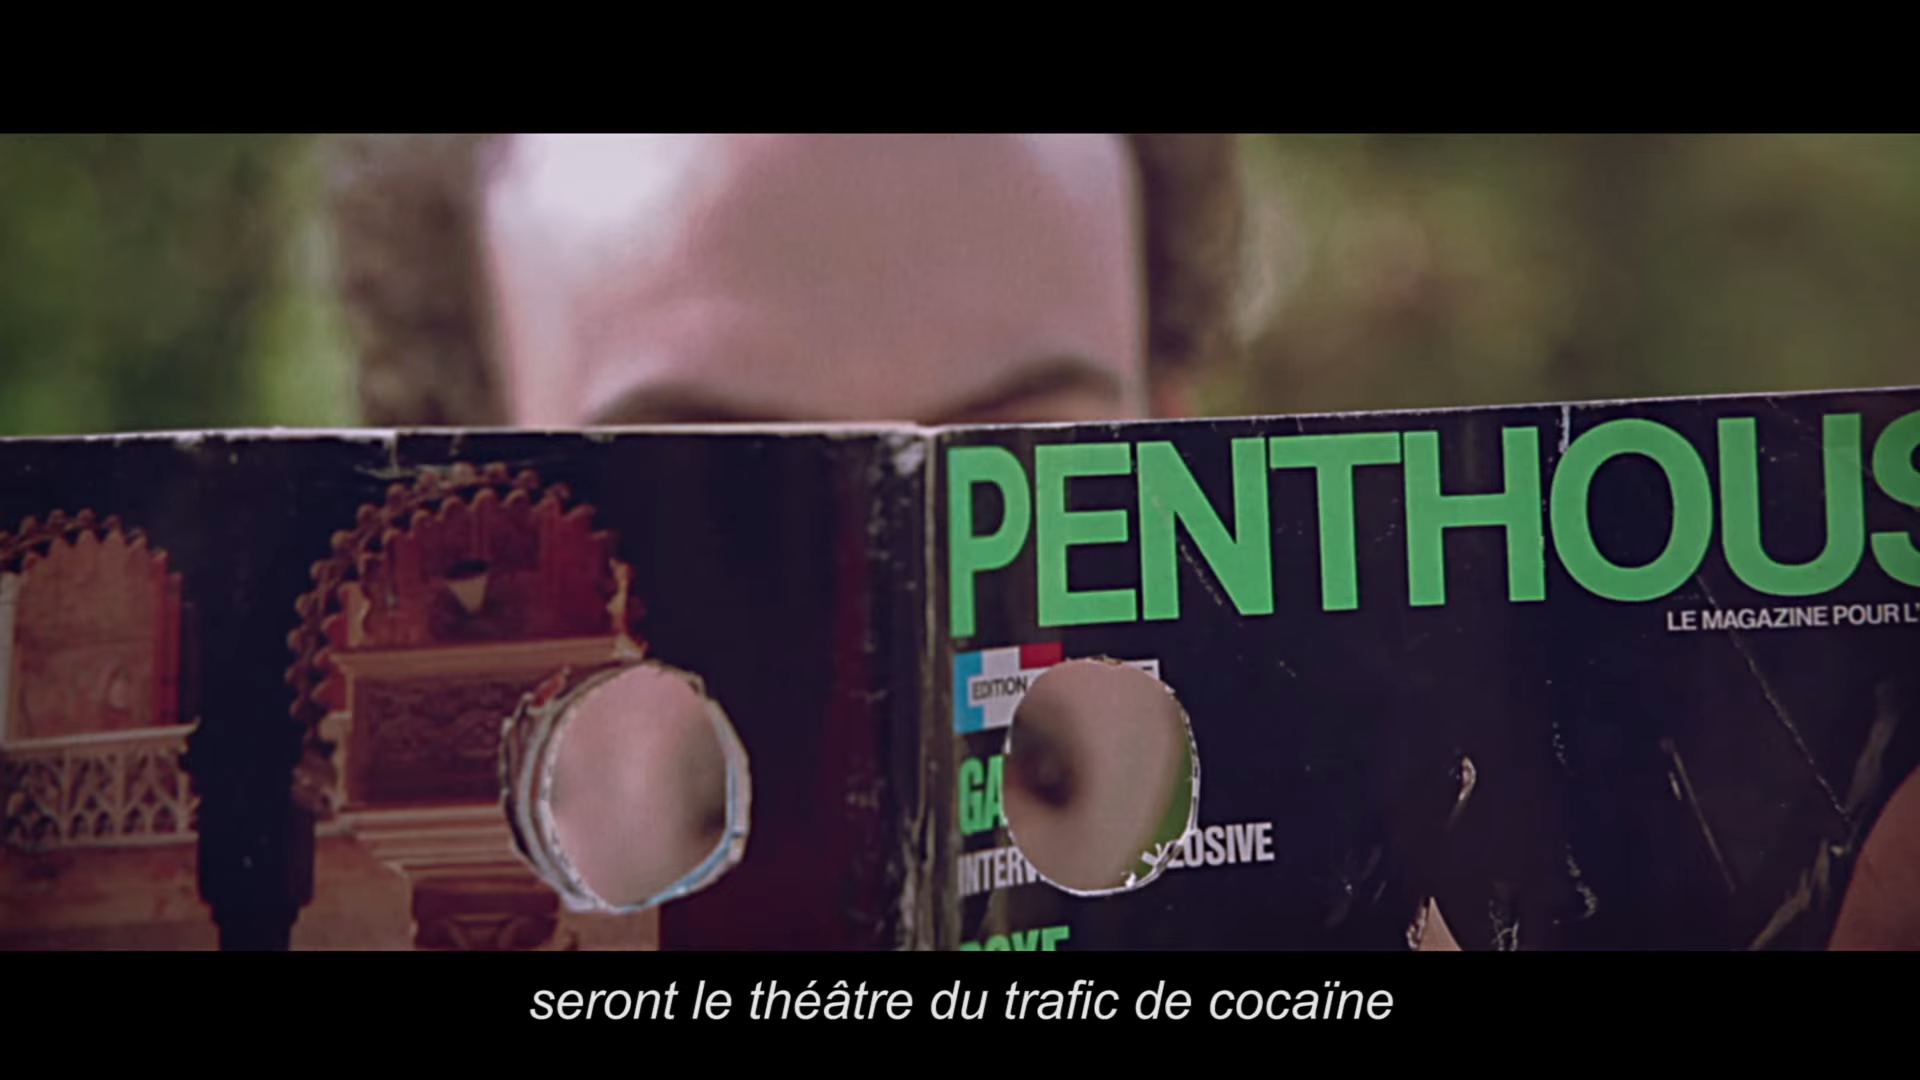 PENTHOUS
LE MAGAZINE POUR L'
EDITION
GA
INTERV
LOSIVE
seront le théâtre du trafic de cocaïne